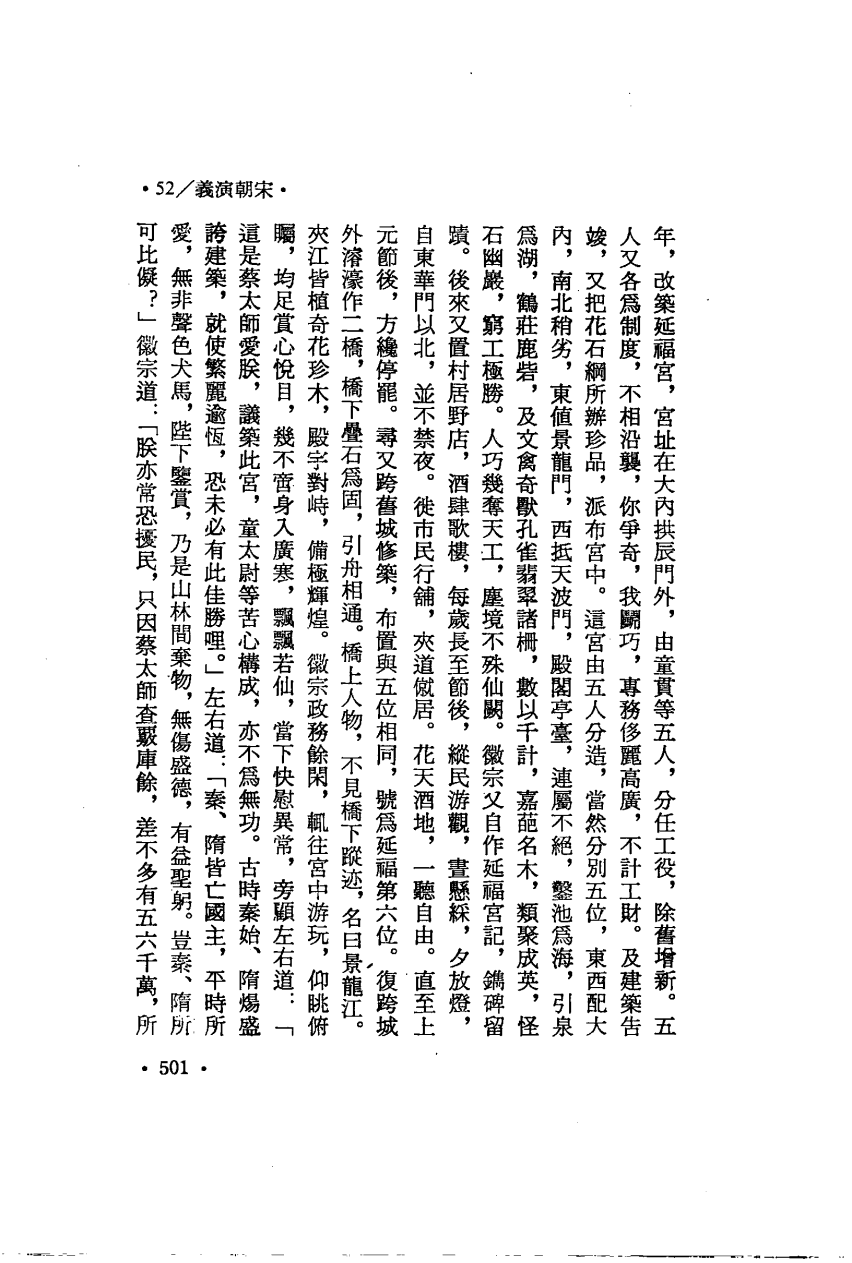 •52／義演朝宋•
年，改築延福宮，宮址在大內拱辰門外，由童貫等五人，分任工役，除舊增新。五
人又各爲制度，不相沿襲，你爭奇，我鬭巧，專務侈麗高廣，不計工財。及建築告
竣，又把花石綱所辦珍品，派布宮中。這宮由五人分造，當然分別五位，東西配大
內，南北稍劣，東值景龍門，西抵天波門，殿閣亭臺，連屬不絕，鑿池爲海，引泉
爲湖，鶴莊鹿砦，及文禽奇獸孔雀翡翠諸柵，數以千計，嘉葩名木，類聚成英，怪
石幽巖，窮工極勝。人巧幾奪天工，塵境不殊仙闕。徽宗又自作延福宮記，鐫碑留
蹟。後來又置村居野店，酒肆歌樓，每歲長至節後，縱民游觀，晝懸綵，夕放燈，
自東華門以北，並不禁夜。徙市民行舖，夾道僦居。花天酒地，一聽自由。直至上
元節後，方纔停罷。尋又跨舊城修築，布置與五位相同，號爲延福第六位。復跨城
外濬濠作二橋，橋下疊石爲固，引舟相通。橋上人物，不見橋下蹤迹，名曰景龍江。
夾江皆植奇花珍木，殿宇對峙，備極輝煌。徽宗政務餘閑，輒往宮中游玩，仰眺俯
矚，均足賞心悅目，幾不啻身入廣寒，飄飄若仙，當下快慰異常，旁顧左右道：「
這是蔡太師愛朕，議築此宮，童太尉等苦心構成，亦不爲無功。古時秦始、隋煬盛
誇建築，就使繁麗逾恆，恐未必有此佳勝哩。」左右道：「秦、隋皆亡國主，平時所
愛，無非聲色犬馬，陛下鑒賞，乃是山林間棄物，無傷盛德，有益聖躬。豈秦、隋所
可比儗？」徽宗道：「朕亦常恐擾民，只因蔡太師查覈庫餘，差不多有五六千萬，所
•501•